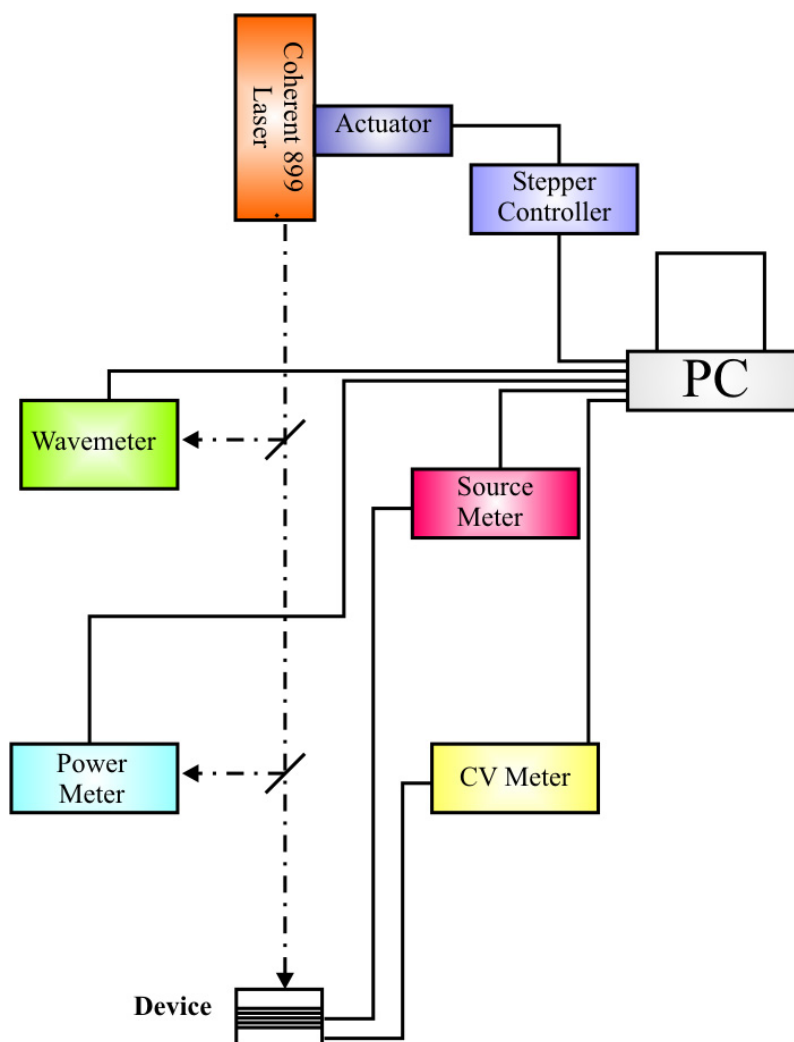 Coherent 899
Laser
Actuator
Stepper
Controller
PC
Wavemeter
Source
Meter
Power
Meter
CV Meter
Device